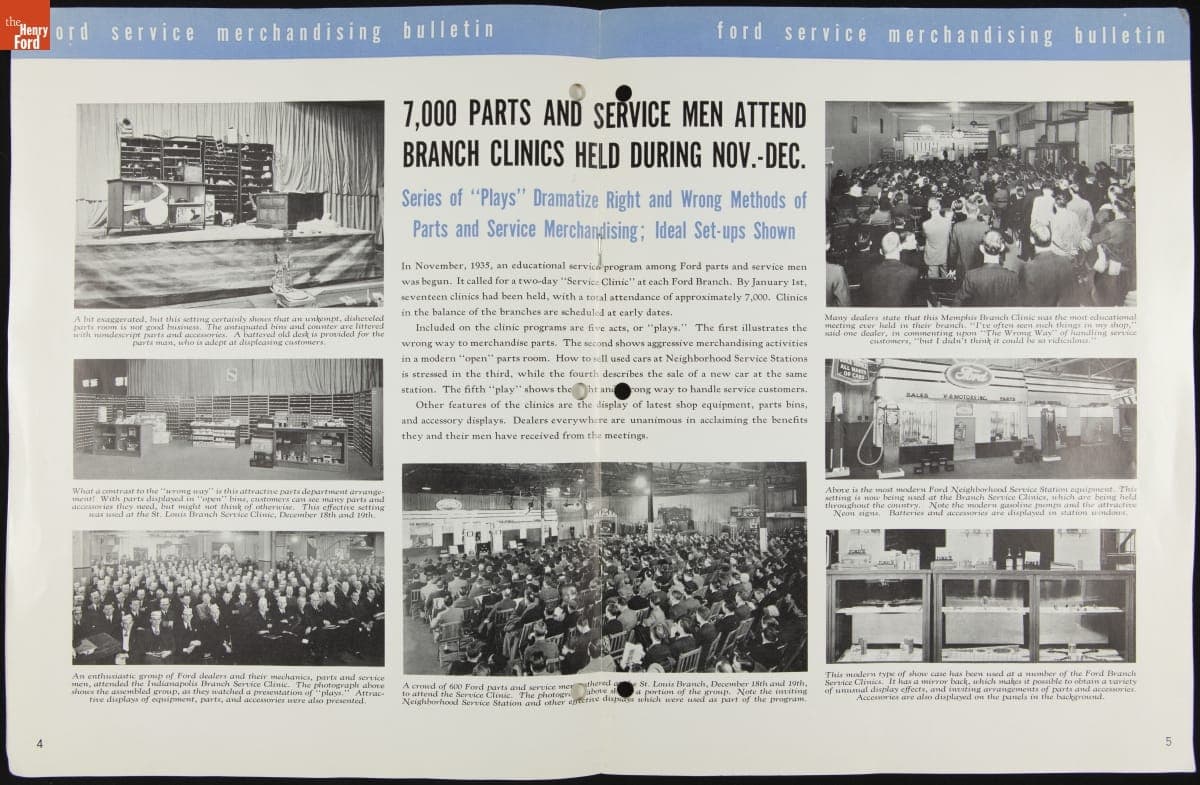 the
Henry
Ford
ord service merchandising bulletin
ford service merchandising bulletin
A bit exaggerated, but this setting certainly shows that an unkempt, disheveled
parts room is not good business. The antiquated bins and counter are littered
with nondescript parts and accessories. A battered old desk is provided for the
parts man, who is adept at displeasing customers.
What a contrast to the "wrong way" is this attractive parts department arrange-
ment! With parts displayed in "open" bins, customers can see many parts and
accessories they need, but might not think of otherwise. This effective setting
was used at the St. Louis Branch Service Clinic, December 18th and 19th.
An enthusiastic group of Ford dealers and their mechanics, parts and service
men, attended the Indianapolis Branch Service Clinic. The photograph above
shows the assembled group, as they watched a presentation of "plays." Attrac-
tive displays of equipment, parts, and accessories were also presented.
4
7,000 PARTS AND SERVICE MEN ATTEND
BRANCH CLINICS HELD DURING NOV.-DEC.
Series of "Plays" Dramatize Right and Wrong Methods of
Parts and Service Merchandising; Ideal Set-ups Shown
In November, 1935, an educational service program among Ford parts and service men
was begun. It called for a two-day "Service Clinic" at each Ford Branch. By January 1st,
seventeen clinics had been held, with a total attendance of approximately 7,000. Clinics
in the balance of the branches are scheduled at early dates.
Included on the clinic programs are five acts, or "plays." The first illustrates the
wrong way to merchandise parts. The second shows aggressive merchandising activities
in a modern "open" parts room. How to sell used cars at Neighborhood Service Stations
is stressed in the third, while the fourth describes the sale of a new car at the same
station. The fifth "play" shows the ght and rong way to handle service customers.
Other features of the clinics are the display of latest shop equipment, parts bins,
and accessory displays. Dealers everywhere are unanimous in acclaiming the benefits
they and their men have received from the meetings.
A crowd of 600 Ford parts and service men thered St. Louis Branch, December 18th and 19th,
to attend the Service Clinic. The photogra above a portion of the group. Note the inviting
Neighborhood Service Station and other effective displays which were used as part of the program.
Many dealers state that this Memphis Branch Clinic was the most educational
meeting ever held in their branch. "I've often seen such things in my shop,"
said one dealer, in commenting upon "The Wrong Way" of handling service
customers, "but I didn't think it could be so ridiculous."
ALL MAKES
OF CARS
Ford
SALES V-8 MOTORS INC. PARTS
Above is the most modern Ford Neighborhood Service Station equipment. This
setting is now being used at the Branch Service Clinics, which are being held
throughout the country. Note the modern gasoline pumps and the attractive
Neon signs. Batteries and accessories are displayed in station windows.
This modern type of show case has been used at a number of the Ford Branch
Service Clinics. It has a mirror back, which makes it possible to obtain a variety
of unusual display effects, and inviting arrangements of parts and accessories.
Accessories are also displayed on the panels in the background.
5